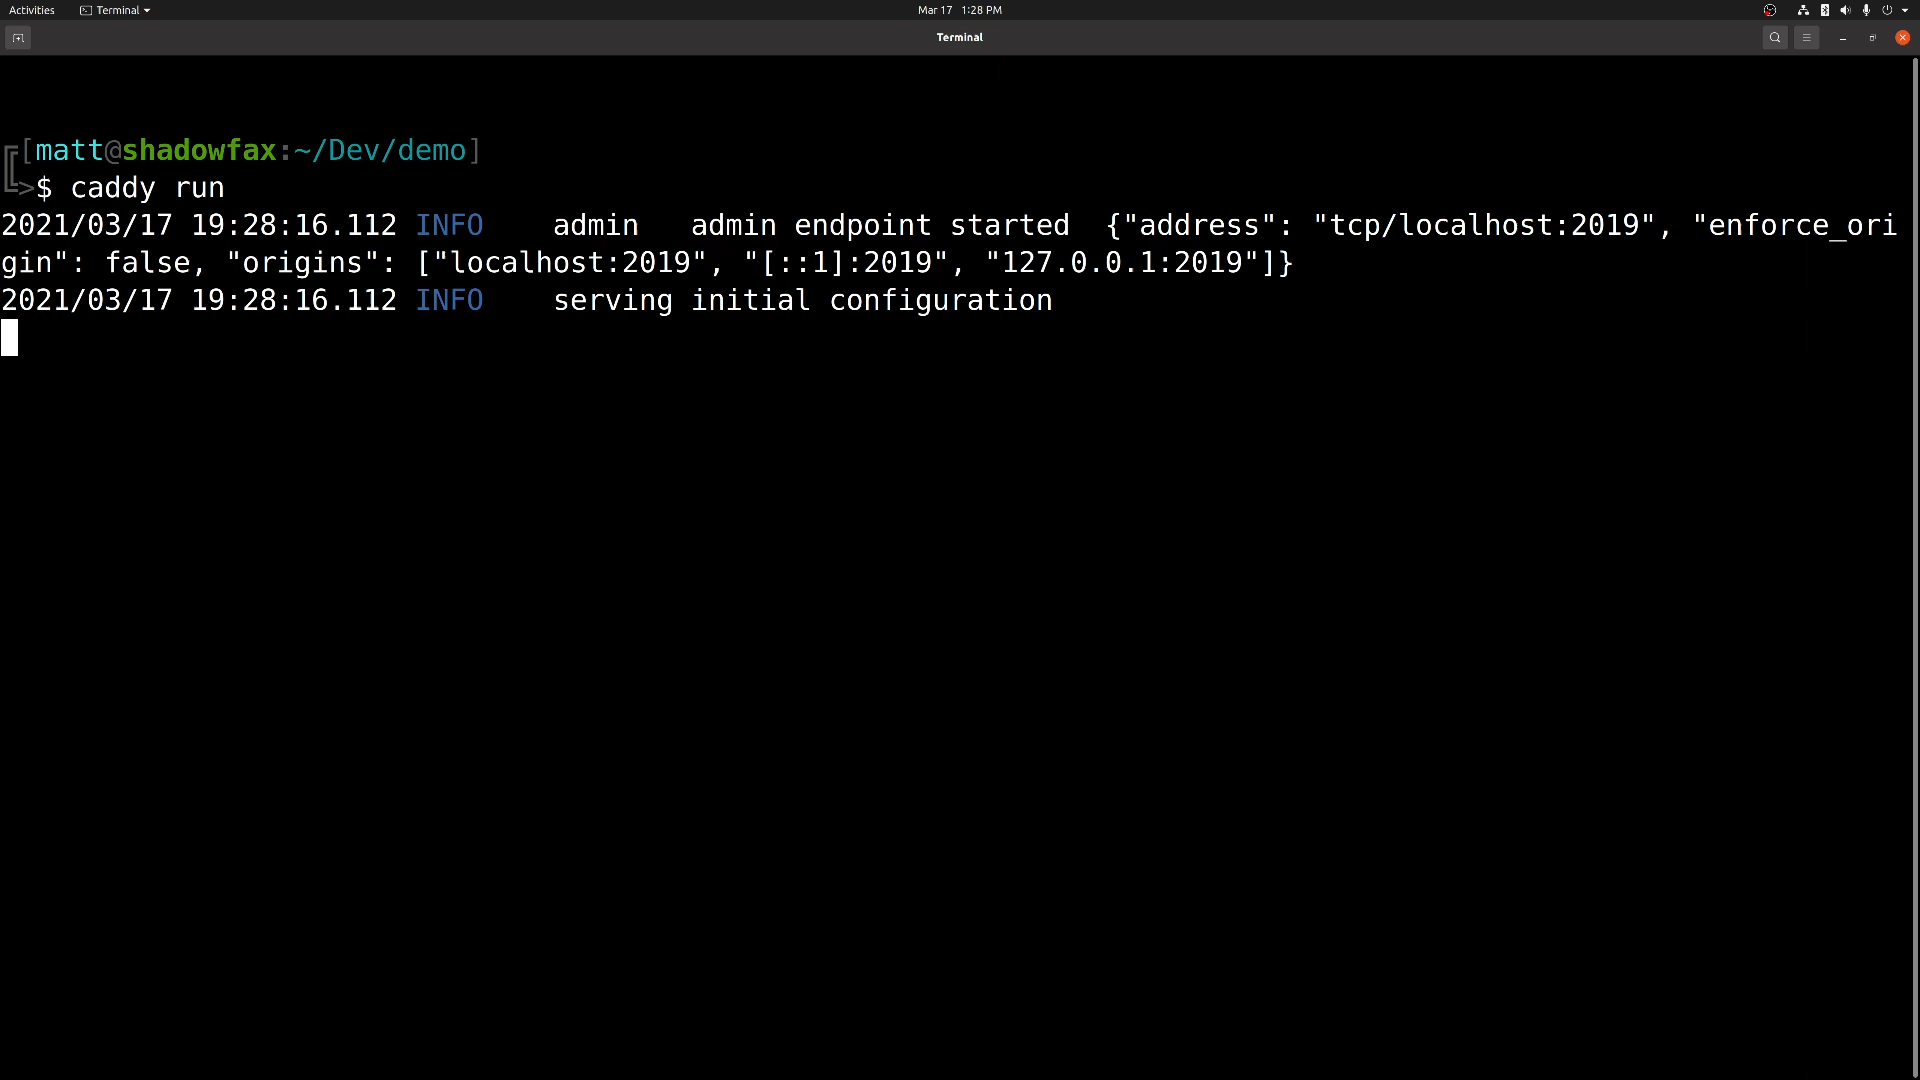 Activities Terminal Mar 17 1:28 PM
Terminal
[matt@shadowfax:~/Dev/demo]
>$ caddy run
2021/03/17 19:28:16.112 INFO admin admin endpoint started {"address": "tcp/localhost:2019", "enforce_ori
gin": false, "origins": ["localhost:2019", "[::1]:2019", "127.0.0.1:2019"]}
2021/03/17 19:28:16.112 INFO serving initial configuration